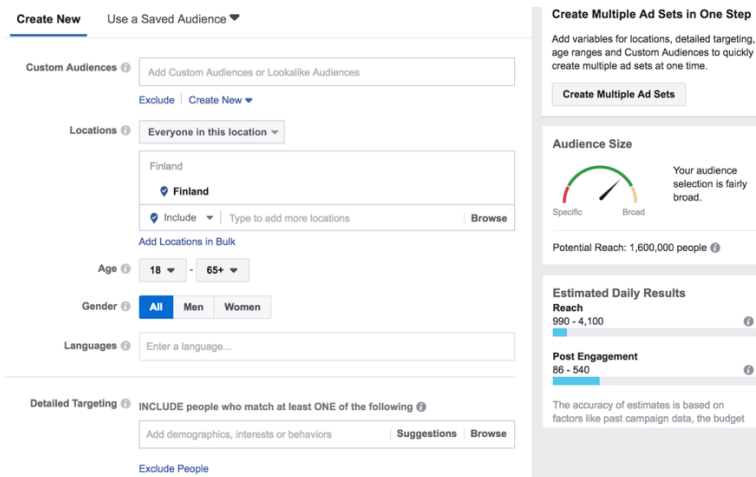 Create New
Use a Saved Audience
Custom Audiences
Add Custom Audiences or Lookalike Audiences
Exclude
Create New
Locations
Everyone in this location
Finland
Finland
Include
Type to add more locations
Browse
Add Locations in Bulk
Age
18 - 65+
Gender
All
Men
Women
Languages
Enter a language...
Detailed Targeting
INCLUDE people who match at least ONE of the following
Add demographics, interests or behaviors
Suggestions
Browse
Exclude People
Create Multiple Ad Sets in One Step
Add variables for locations, detailed targeting,
age ranges and Custom Audiences to quickly
create multiple ad sets at one time.
Create Multiple Ad Sets
Audience Size
Your audience
selection is fairly
broad.
Specific
Broad
Potential Reach: 1,600,000 people
Estimated Daily Results
Reach
990 - 4,100
Post Engagement
86 - 540
The accuracy of estimates is based on
factors like past campaign data, the budget